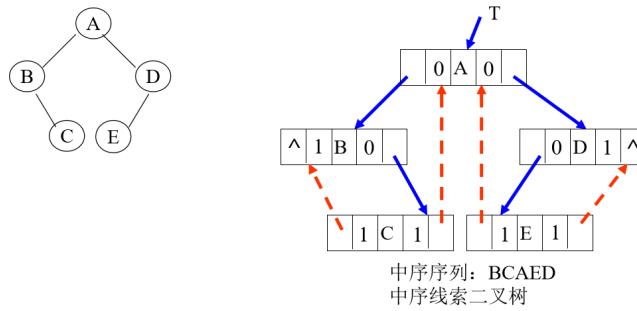 A
B
D
C
E
T
0 A 0
^ 1 B 0
0 D 1 ^
1 C 1
1 E 1
中序序列：BCAED
中序线索二叉树